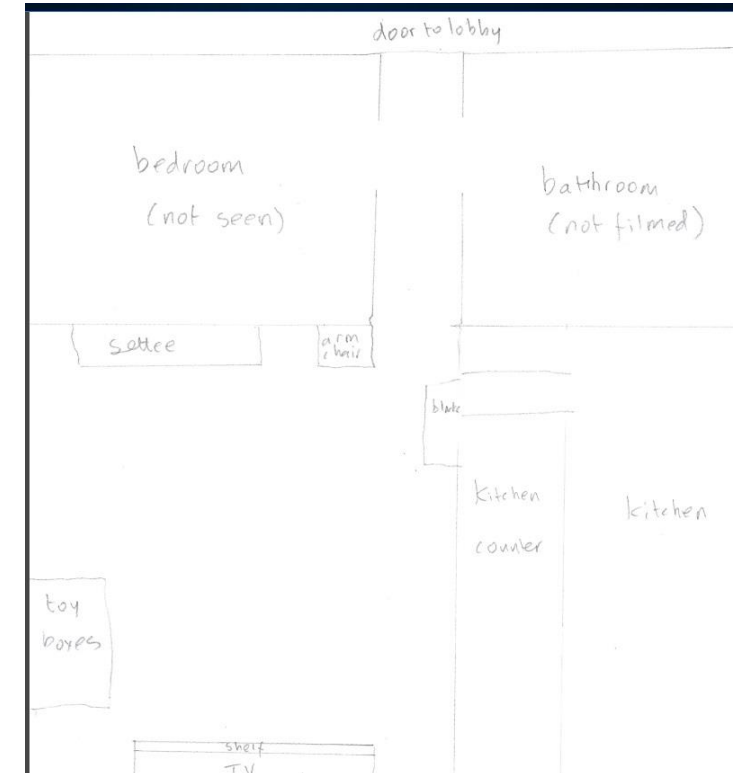 door to lobby
bedroom
(not seen)
bathroom
(not filmed)
settee
arm
chair
kitchen
counter
kitchen
toy
boxes
shelf
TV